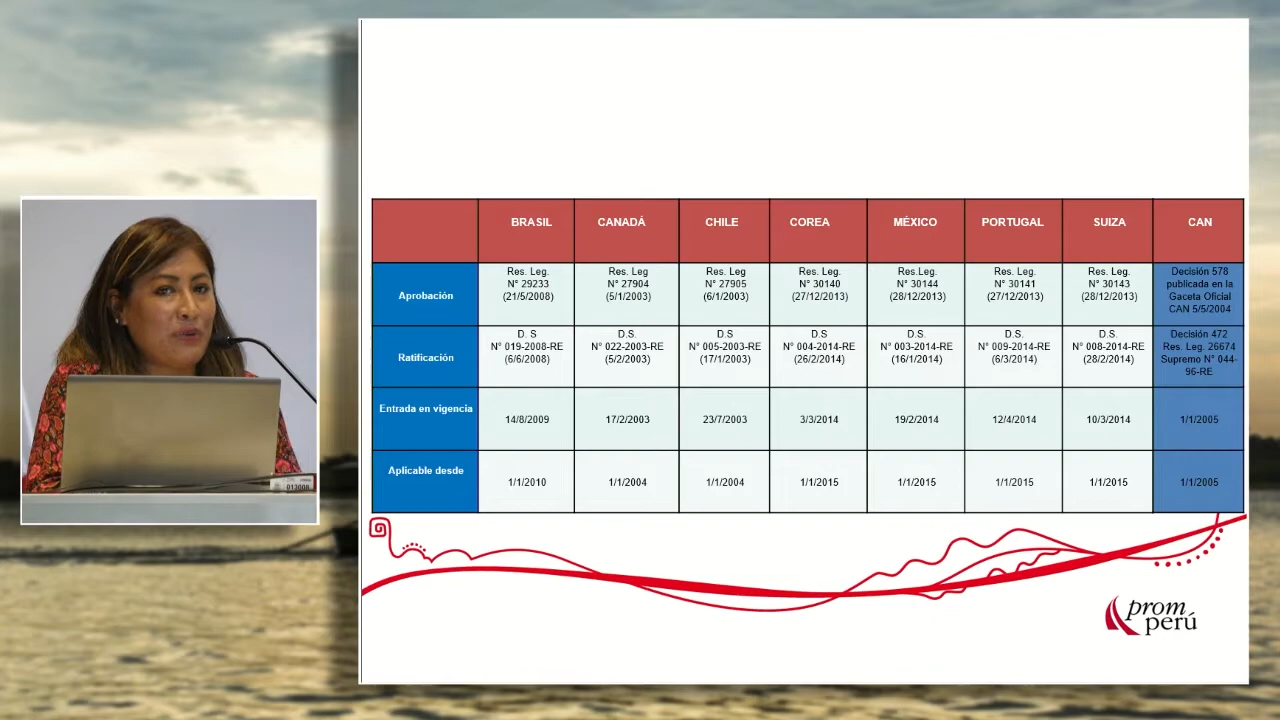 BRASIL
CANADÁ
CHILE
COREA
MÉXICO
PORTUGAL
SUIZA
CAN
Aprobación
Res. Leg.
N° 29233
(21/5/2008)
Res. Leg
N° 27904
(5/1/2003)
Res. Leg
N° 27905
(6/1/2003)
Res. Leg.
N° 30140
(27/12/2013)
Res.Leg.
N° 30144
(28/12/2013)
Res. Leg.
N° 30141
(27/12/2013)
Res. Leg.
N° 30143
(28/12/2013)
Decisión 578
publicada en la
Gaceta Oficial
CAN 5/5/2004
Ratificación
D. S
N° 019-2008-RE
(6/6/2008)
D.S.
N° 022-2003-RE
(5/2/2003)
D.S.
N° 005-2003-RE
(17/1/2003)
D.S
N° 004-2014-RE
(26/2/2014)
D.S.
N° 003-2014-RE
(16/1/2014)
D.S.
N° 009-2014-RE
(6/3/2014)
D.S.
N° 008-2014-RE
(28/2/2014)
Decisión 472
Res. Leg. 26674
Supremo N° 044-
96-RE
Entrada en vigencia
14/8/2009
17/2/2003
23/7/2003
3/3/2014
19/2/2014
12/4/2014
10/3/2014
1/1/2005
Aplicable desde
1/1/2010
1/1/2004
1/1/2004
1/1/2015
1/1/2015
1/1/2015
1/1/2015
1/1/2005
prom
perú